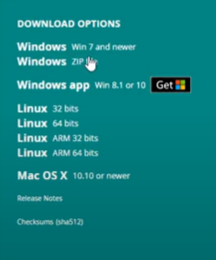 DOWNLOAD OPTIONS
Windows Win 7 and newer
Windows ZIP
Windows app Win 8.1 or 10 Get
Linux 32 bits
Linux 64 bits
Linux ARM 32 bits
Linux ARM 64 bits
Mac OS X 10.10 or newer
Release Notes
Checksums (sha512)